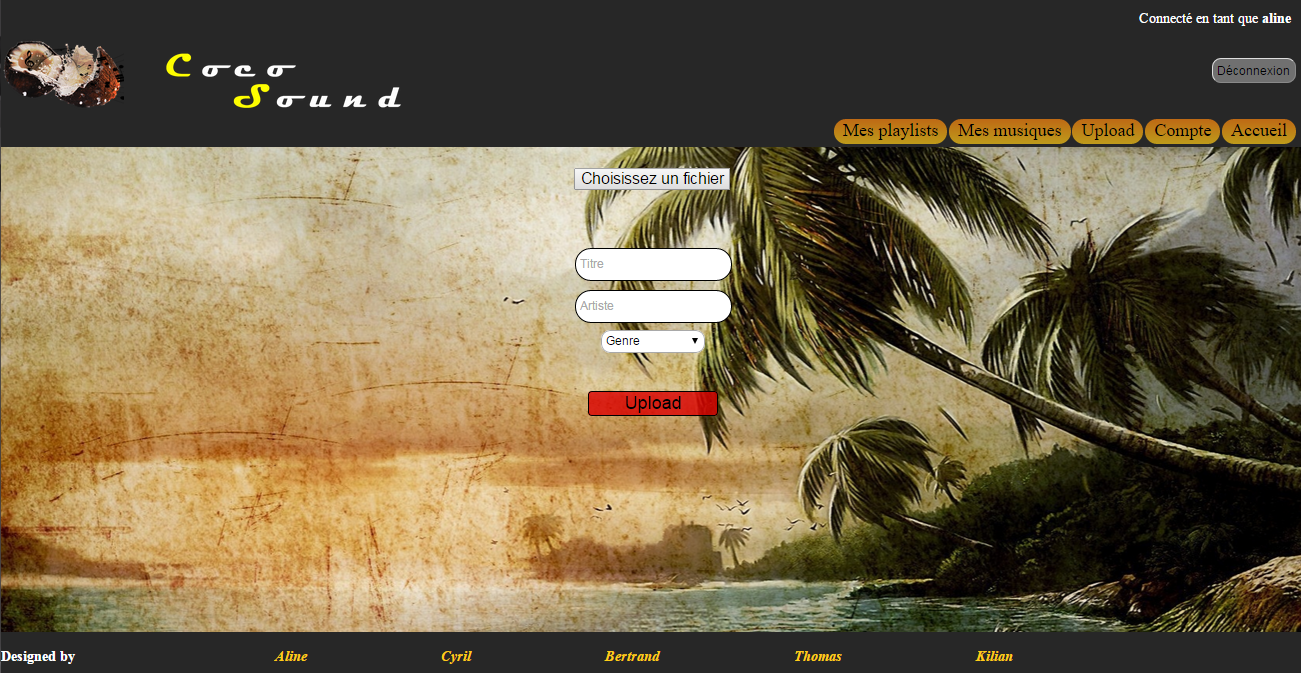 Connecté en tant que aline
Coco
Sound
Déconnexion
Mes playlists Mes musiques Upload Compte Accueil
Choisissez un fichier
Titre
Artiste
Genre
Upload
Designed by Aline Cyril Bertrand Thomas Kilian